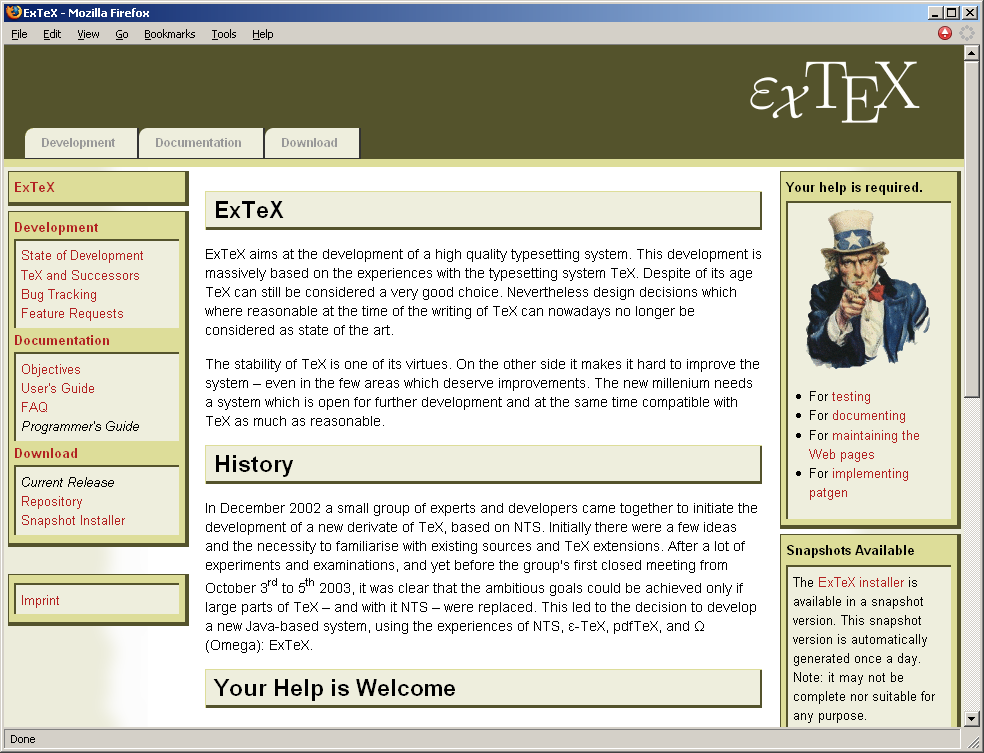 ExTeX - Mozilla Firefox
File Edit View Go Bookmarks Tools Help
εχTEX
Development Documentation Download
ExTeX
Development
State of Development
TeX and Successors
Bug Tracking
Feature Requests
Documentation
Objectives
User's Guide
FAQ
Programmer's Guide
Download
Current Release
Repository
Snapshot Installer
Imprint
ExTeX
ExTeX aims at the development of a high quality typesetting system. This development is
massively based on the experiences with the typesetting system TeX. Despite of its age
TeX can still be considered a very good choice. Nevertheless design decisions which
where reasonable at the time of the writing of TeX can nowadays no longer be
considered as state of the art.
The stability of TeX is one of its virtues. On the other side it makes it hard to improve the
system – even in the few areas which deserve improvements. The new millenium needs
a system which is open for further development and at the same time compatible with
TeX as much as reasonable.
History
In December 2002 a small group of experts and developers came together to initiate the
development of a new derivate of TeX, based on NTS. Initially there were a few ideas
and the necessity to familiarise with existing sources and TeX extensions. After a lot of
experiments and examinations, and yet before the group's first closed meeting from
October 3rd to 5th 2003, it was clear that the ambitious goals could be achieved only if
large parts of TeX – and with it NTS – were replaced. This led to the decision to develop
a new Java-based system, using the experiences of NTS, ε-TeX, pdfTeX, and Ω
(Omega): ExTeX.
Your Help is Welcome
Your help is required.
For testing
For documenting
For maintaining the
Web pages
For implementing
patgen
Snapshots Available
The ExTeX installer is
available in a snapshot
version. This snapshot
version is automatically
generated once a day.
Note: it may not be
complete nor suitable for
any purpose.
Done